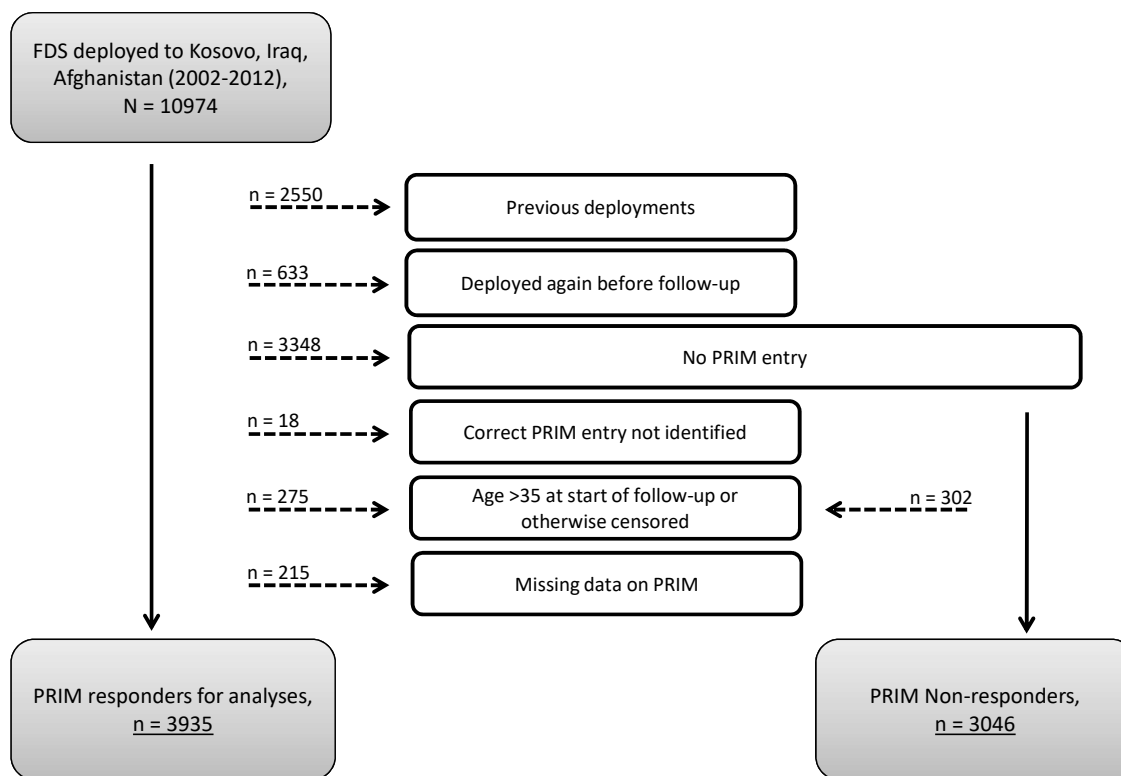 FDS deployed to Kosovo, Iraq,
Afghanistan (2002-2012),
N = 10974
n = 2550
Previous deployments
n = 633
Deployed again before follow-up
n = 3348
No PRIM entry
n = 18
Correct PRIM entry not identified
n = 275
Age >35 at start of follow-up or
otherwise censored
n = 302
n = 215
Missing data on PRIM
PRIM responders for analyses,
n = 3935
PRIM Non-responders,
n = 3046